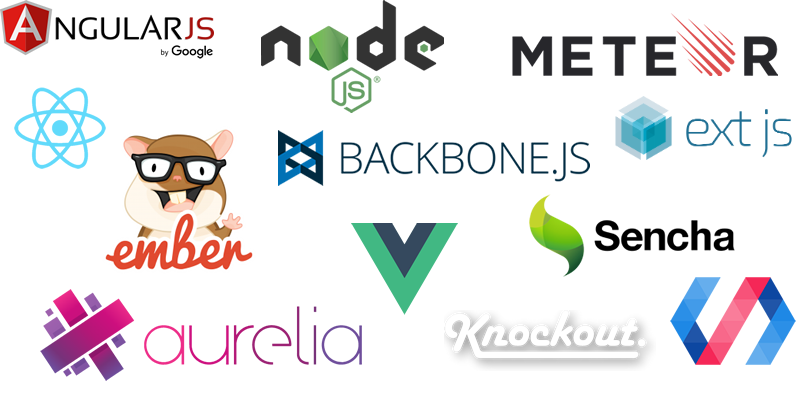 ANGULARJS
by Google
node
JS®
METEOR
ext js
BACKBONE.JS
ember
Sencha
aurelia
Knockout.